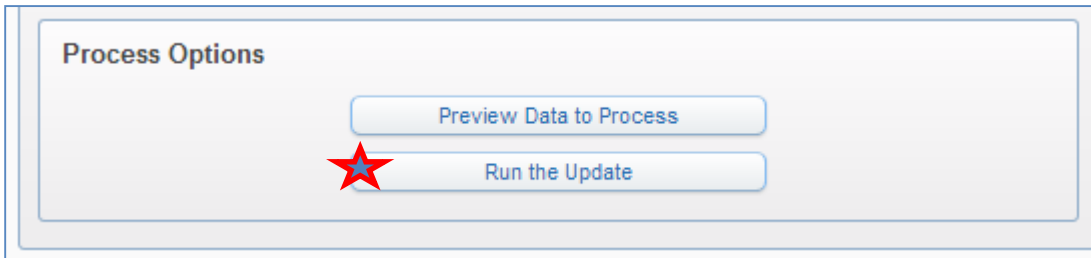 Process Options
Preview Data to Process
Run the Update